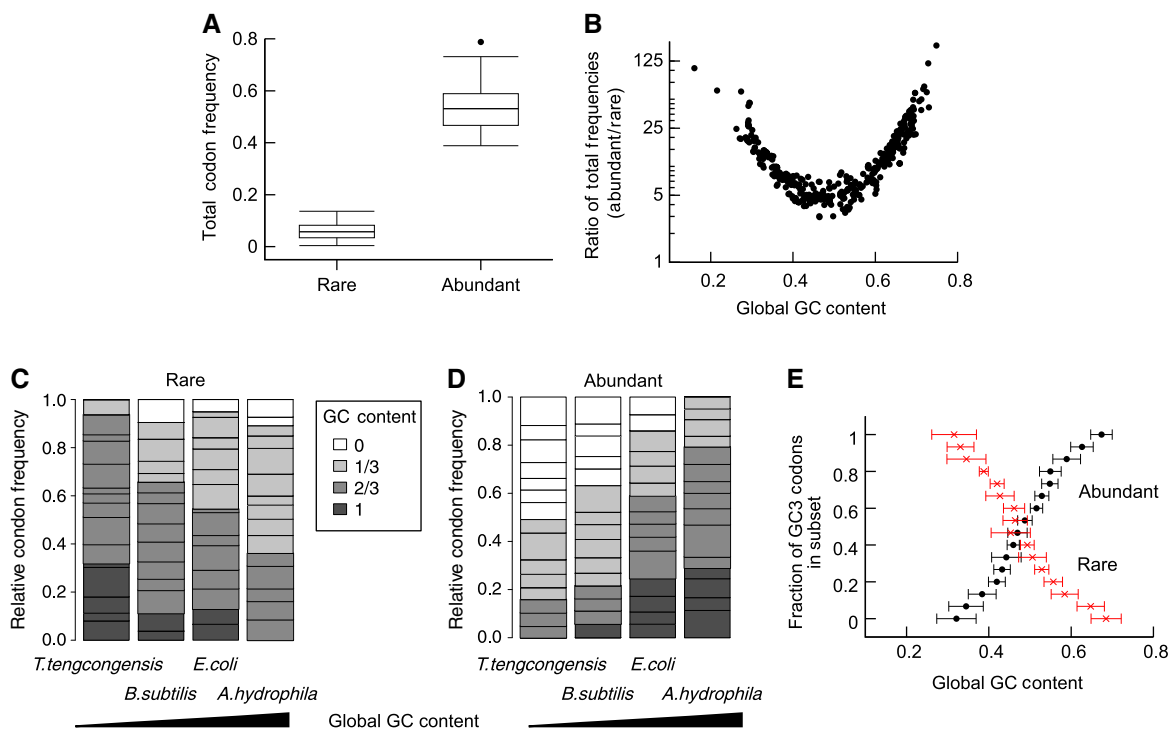 A
Total codon frequency
0.8
0.6
0.4
0.2
0
Rare
Abundant
B
Ratio of total frequencies
(abundant/rare)
125
25
5
1
0.2
0.4
0.6
0.8
Global GC content
C
Rare
Relative condon frequency
1.0
0.8
0.6
0.4
0.2
0.0
T.tengcongensis
E.coli
B.subtilis
A.hydrophila
GC content
0
1/3
2/3
1
D
Abundant
Relative condon frequency
1.0
0.8
0.6
0.4
0.2
0.0
T.tengcongensis
E.coli
B.subtilis
A.hydrophila
Global GC content
E
Fraction of GC3 codons
in subset
1
0.8
0.6
0.4
0.2
0
Abundant
Rare
0.2
0.4
0.6
0.8
Global GC content